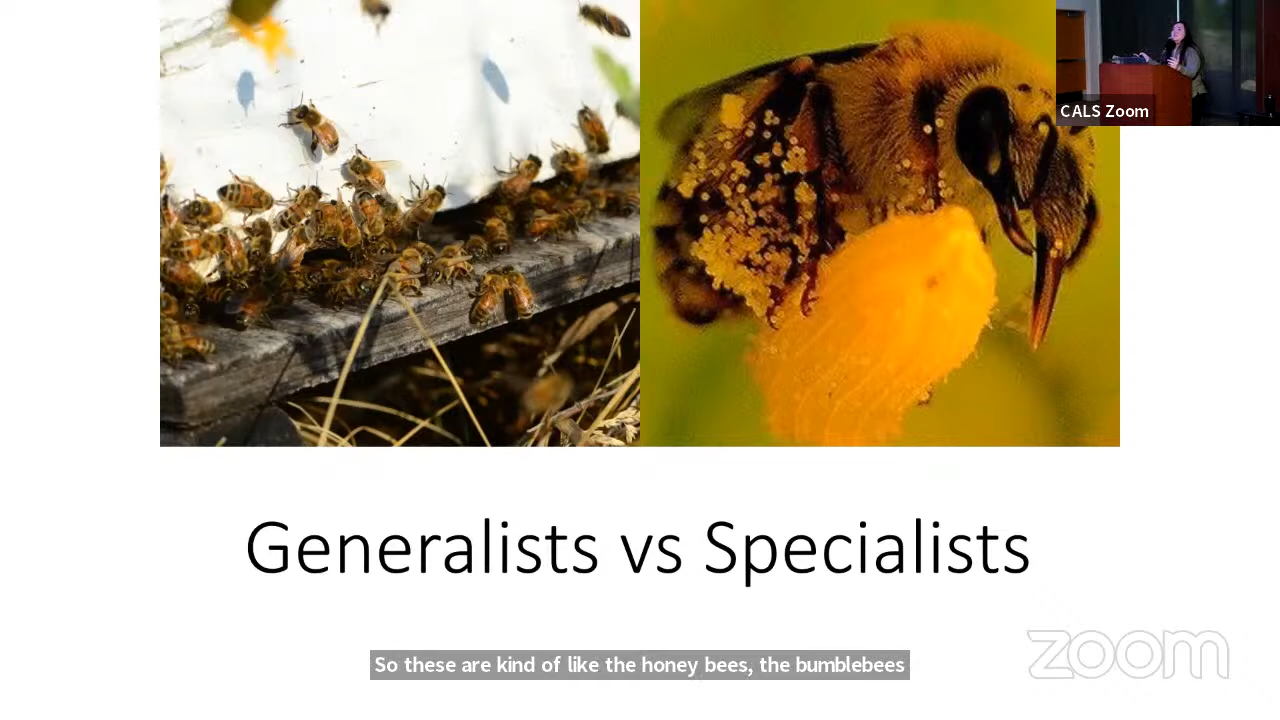 CALS Zoom
Generalists vs Specialists
So these are kind of like the honey bees, the bumblebees
zoom